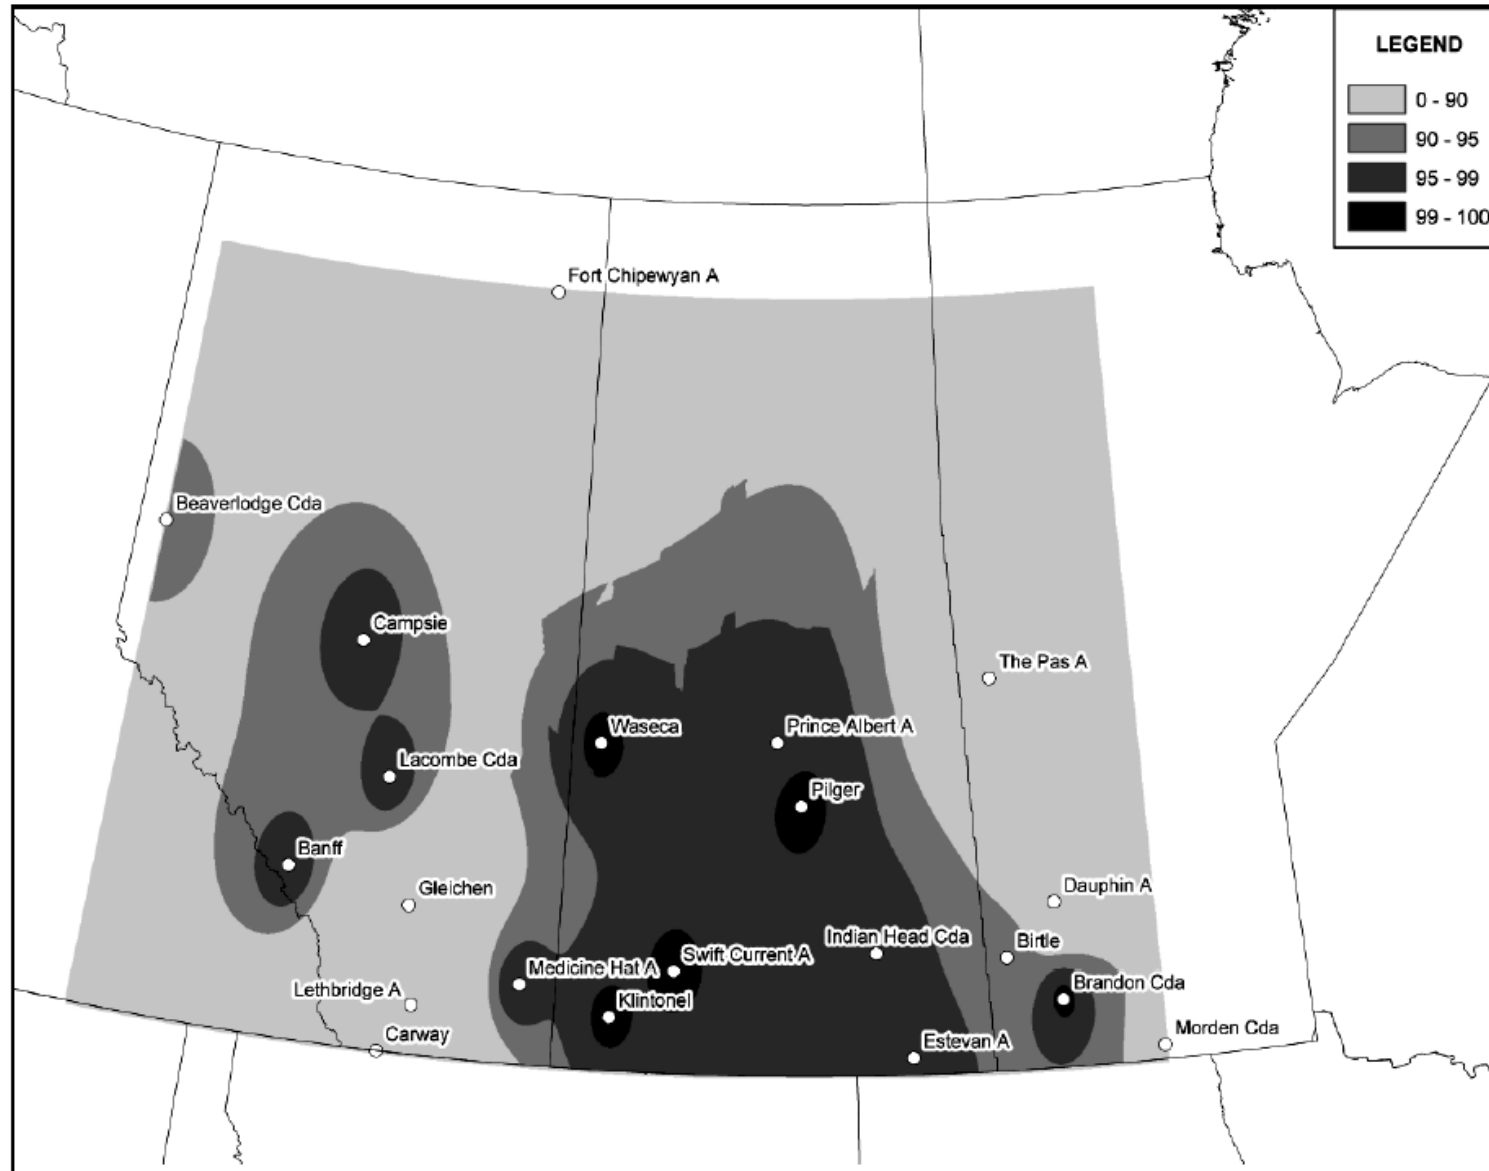 LEGEND
0 - 90
90 - 95
95 - 99
99 - 100
Fort Chipewyan A
Beaverlodge Cda
Campsie
The Pas A
Waseca
Prince Albert A
Lacombe Cda
Pilger
Banff
Gleichen
Dauphin A
Indian Head Cda
Birtle
Swift Current A
Medicine Hat A
Brandon Cda
Lethbridge A
Klintonel
Morden Cda
Carway
Estevan A